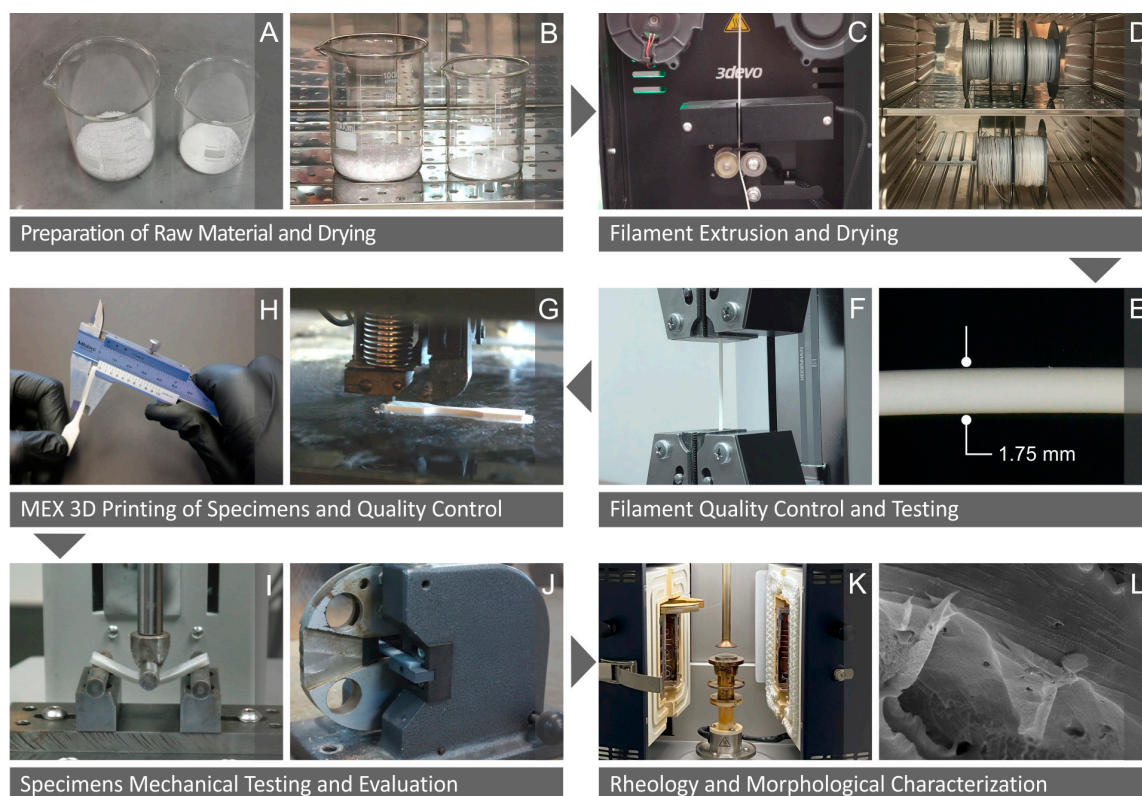 A
B
Preparation of Raw Material and Drying
C
3devo
D
Filament Extrusion and Drying
H
G
MEX 3D Printing of Specimens and Quality Control
F
E
1.75 mm
Filament Quality Control and Testing
I
J
Specimens Mechanical Testing and Evaluation
K
L
Rheology and Morphological Characterization